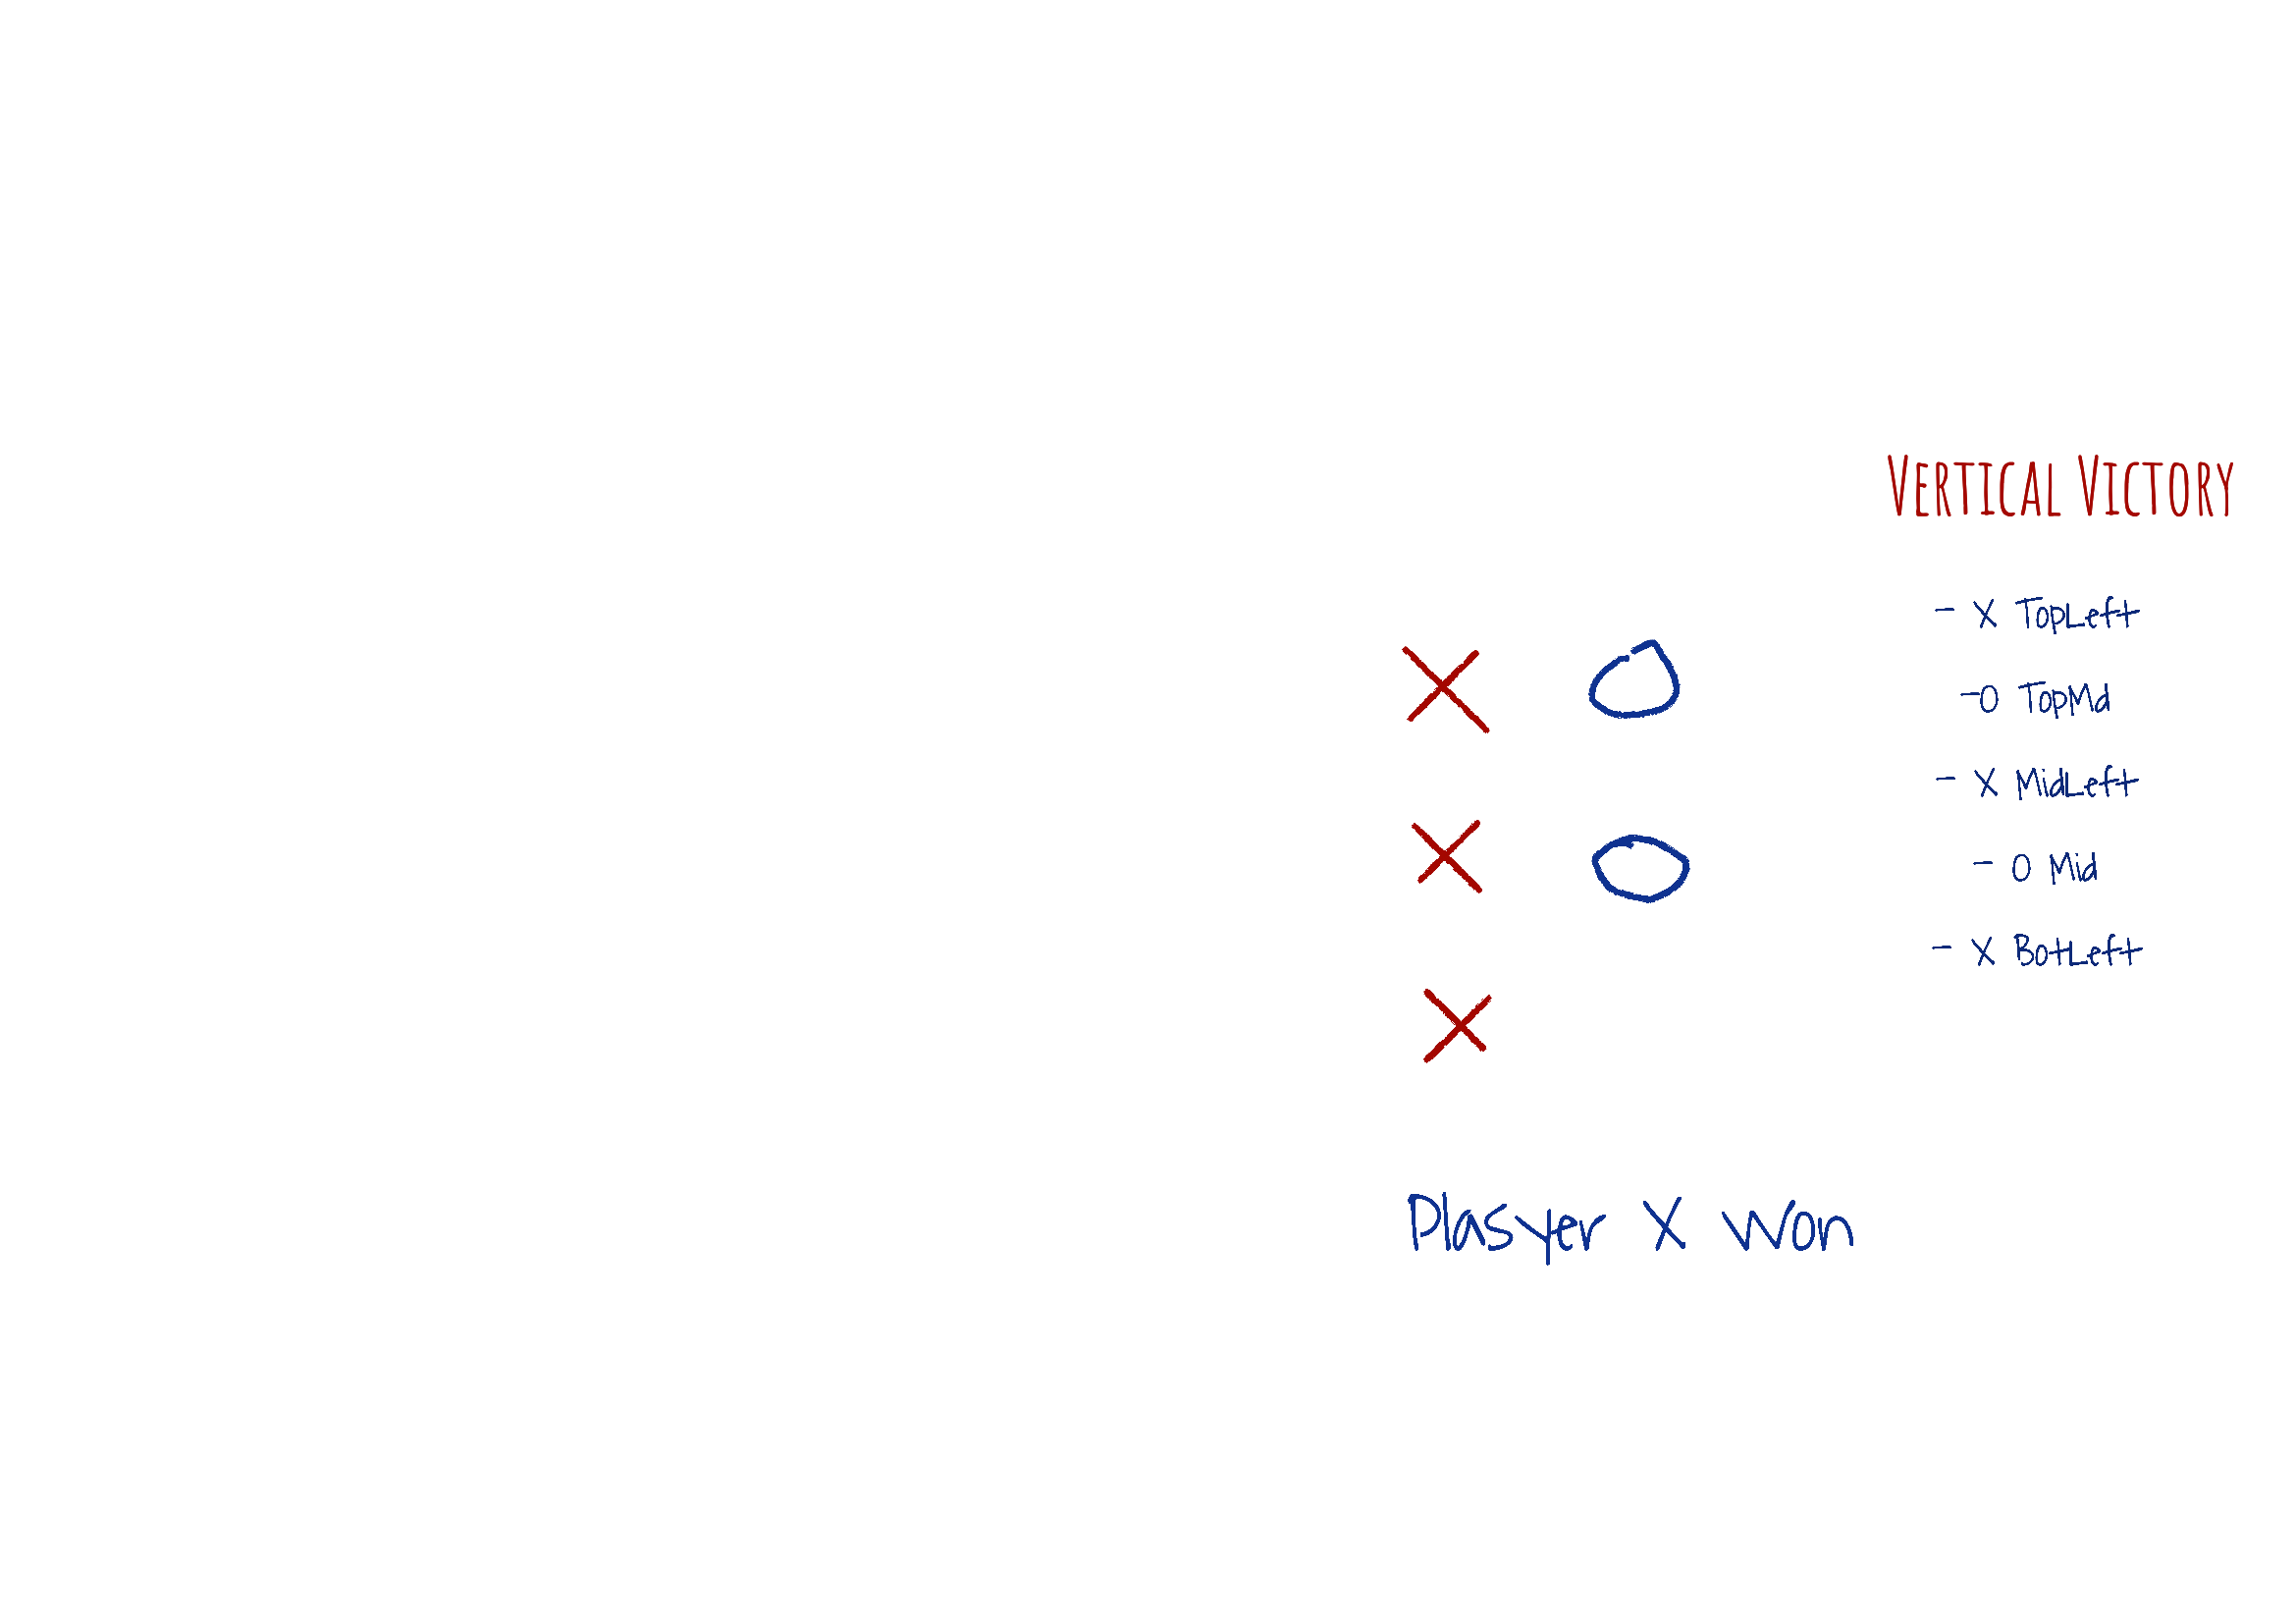 VERTICAL VICTORY
- X TopLeft
X O
-O TopMd
- X MidLeft
X O
- O Mid
- X BotLeft
X
Plasyer X Won